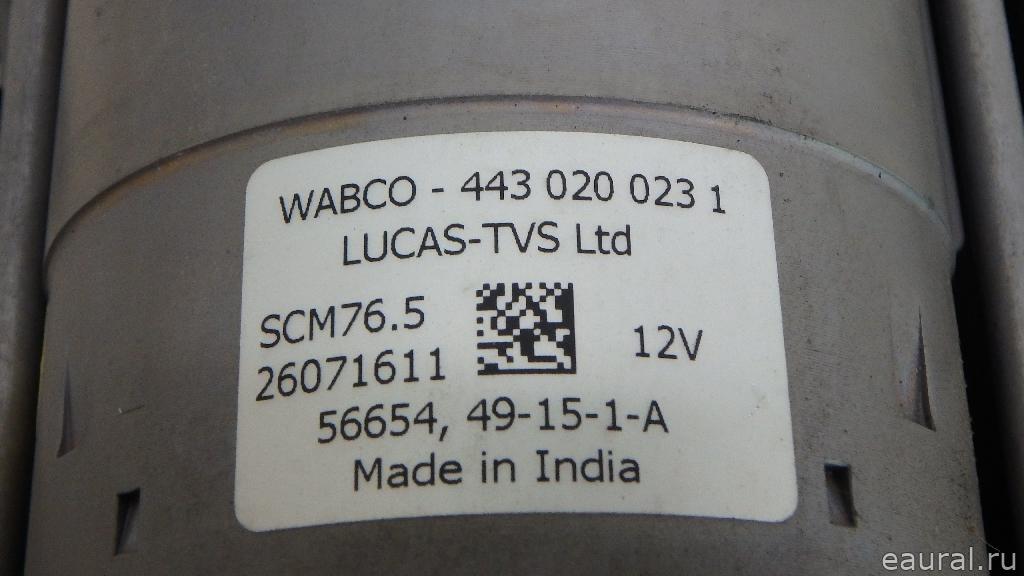 WABCO - 443 020 023 1
LUCAS-TVS Ltd
SCM76.5
26071611
12V
56654, 49-15-1-A
Made in India
eaural.ru